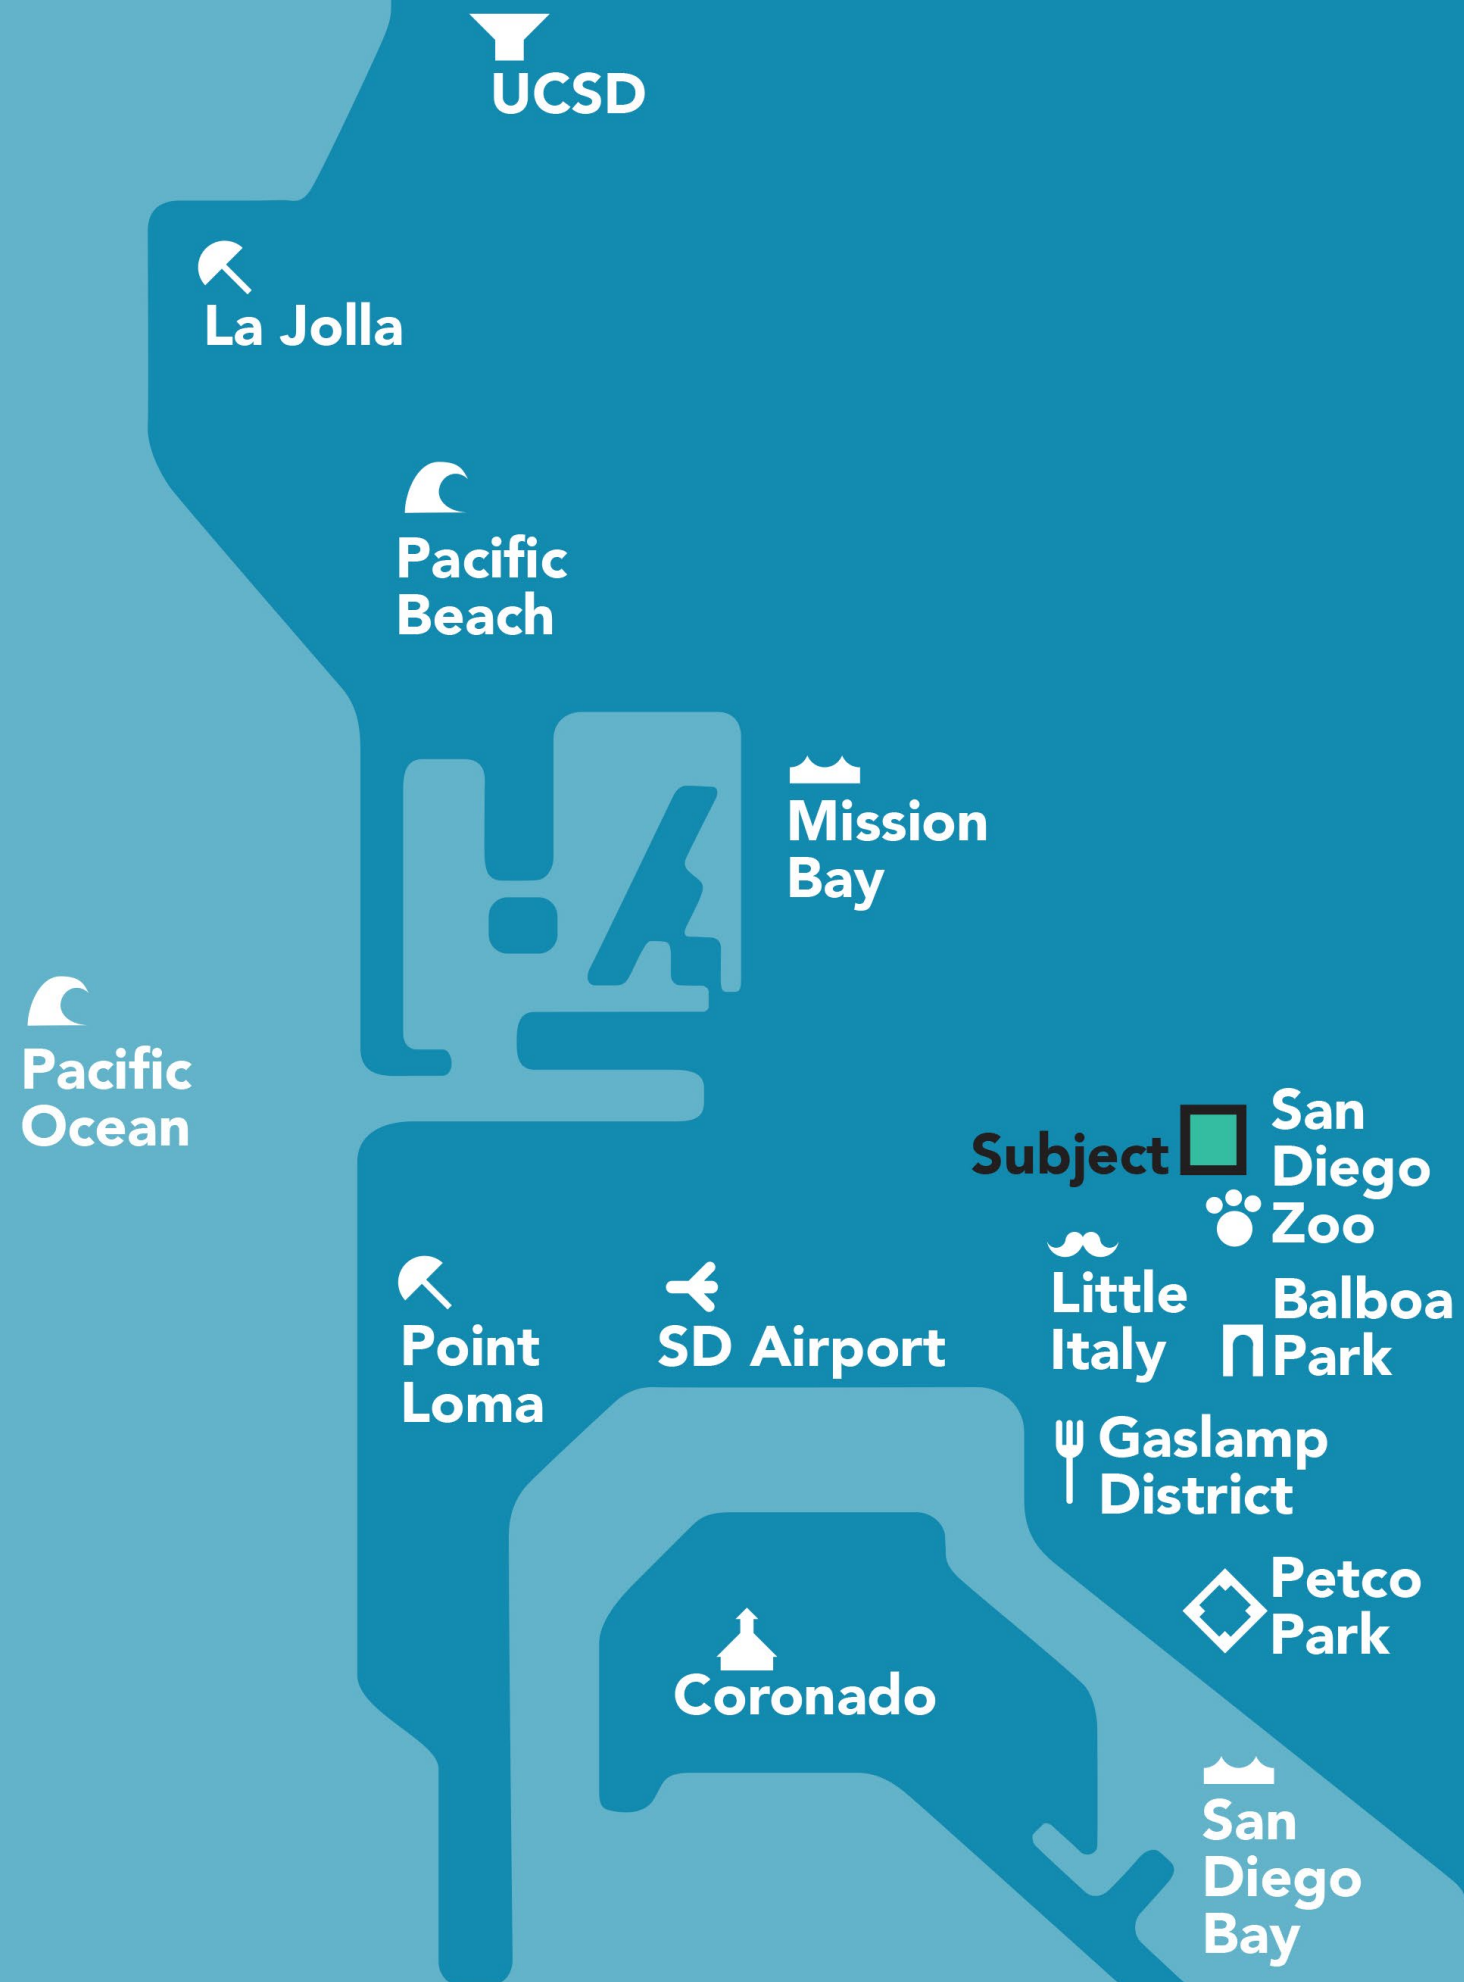 UCSD
La Jolla
Pacific
Beach
Mission
Bay
Pacific
Ocean
Subject
San
Diego
Zoo
Little
Italy
Balboa
Park
Point
Loma
SD Airport
Gaslamp
District
Petco
Park
Coronado
San
Diego
Bay